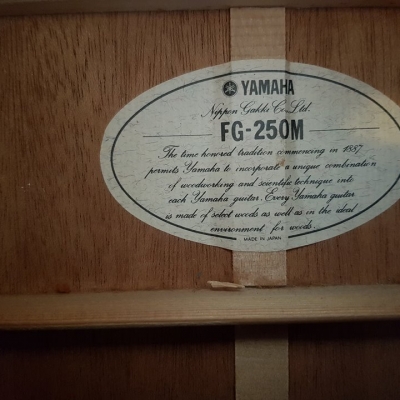 YAMAHA
Nippon Gakki Co. Ltd.
FG-250M
The time honored tradition commencing in 1887
permits Yamaha to incorporate a unique combination
of woodworking and scientific technique into
each Yamaha guitar. Every Yamaha guitar
is made of select woods as well as in the ideal
environment for woods.
MADE IN JAPAN